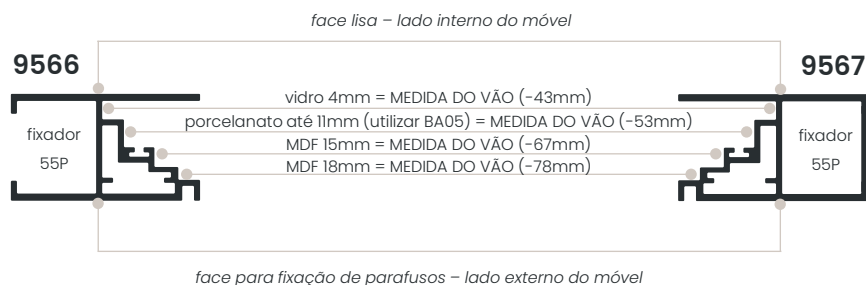 face lisa – lado interno do móvel
9566
9567
vidro 4mm = MEDIDA DO VÃO (-43mm)
porcelanato até 11mm (utilizar BA05) = MEDIDA DO VÃO (-53mm)
fixador
55P
fixador
55P
MDF 15mm = MEDIDA DO VÃO (-67mm)
MDF 18mm = MEDIDA DO VÃO (-78mm)
face para fixação de parafusos – lado externo do móvel